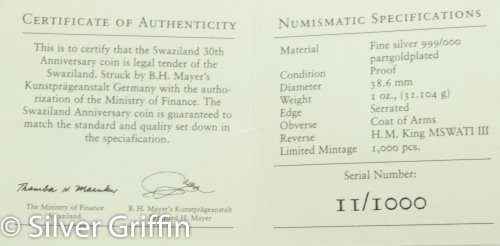 CERTIFICATE OF AUTHENTICITY
This is to certify that the Swaziland 30th
Anniversary coin is legal tender of the
Swaziland. Struck by B.H. Mayer's
Kunstprägeanstalt Germany with the autho-
rization of the Ministry of Finance. The
Swaziland Anniversary coin is guaranteed to
match the standard and quality set down in
the speciafication.
The Ministry of Finance
Swaziland
B. H. Mayer's Kunstprägeanstalt
H. Mayer
NUMISMATIC SPECIFICATIONS
Material Fine silver 999/000
partgoldplated
Condition Proof
Diameter 38.6 mm
Weight 1 oz., (31.104 g)
Edge Serrated
Obverse Coat of Arms
Reverse H.M. King MSWATI III
Limited Mintage 1,000 pcs.
Serial Number:
11/1000
© Silver Griffin